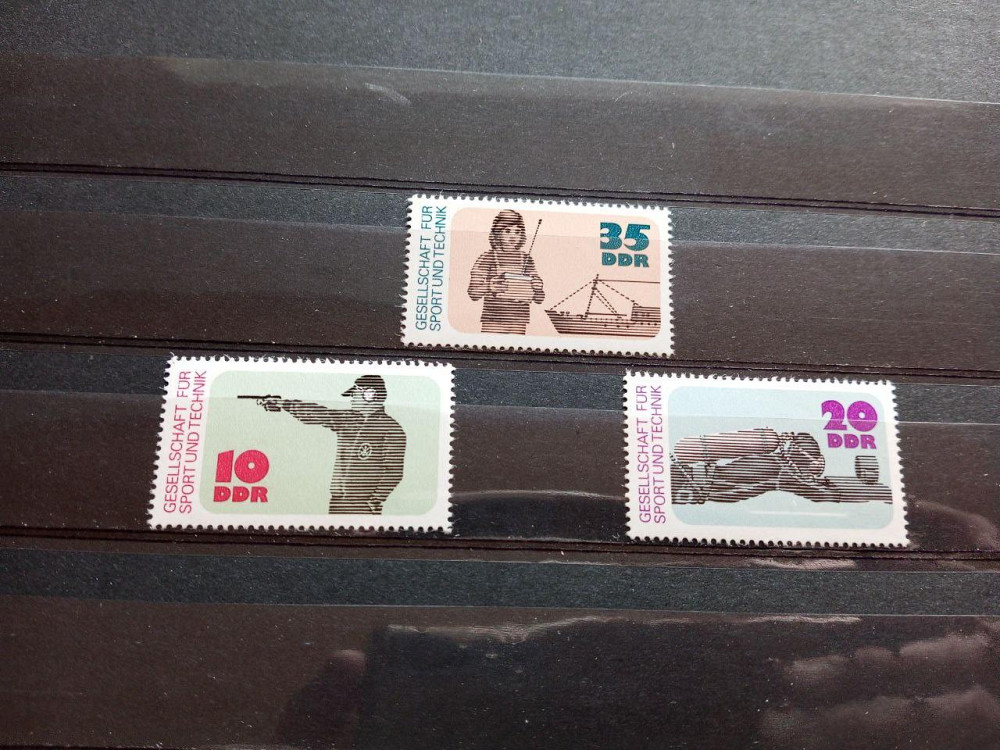 GESELLSCHAFT FÜR
SPORT UND TECHNIK
35
DDR
GESELLSCHAFT FÜR
SPORT UND TECHNIK
10
DDR
GESELLSCHAFT FÜR
SPORT UND TECHNIK
20
DDR